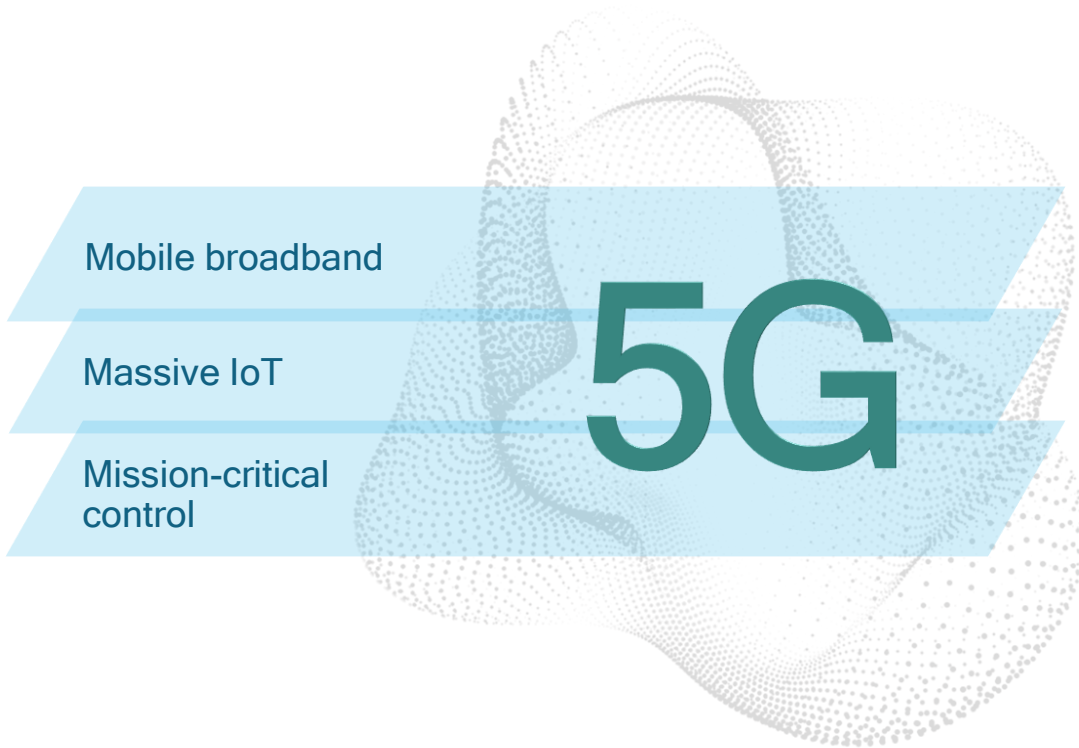 Mobile broadband
Massive IoT
Mission-critical
control
5G